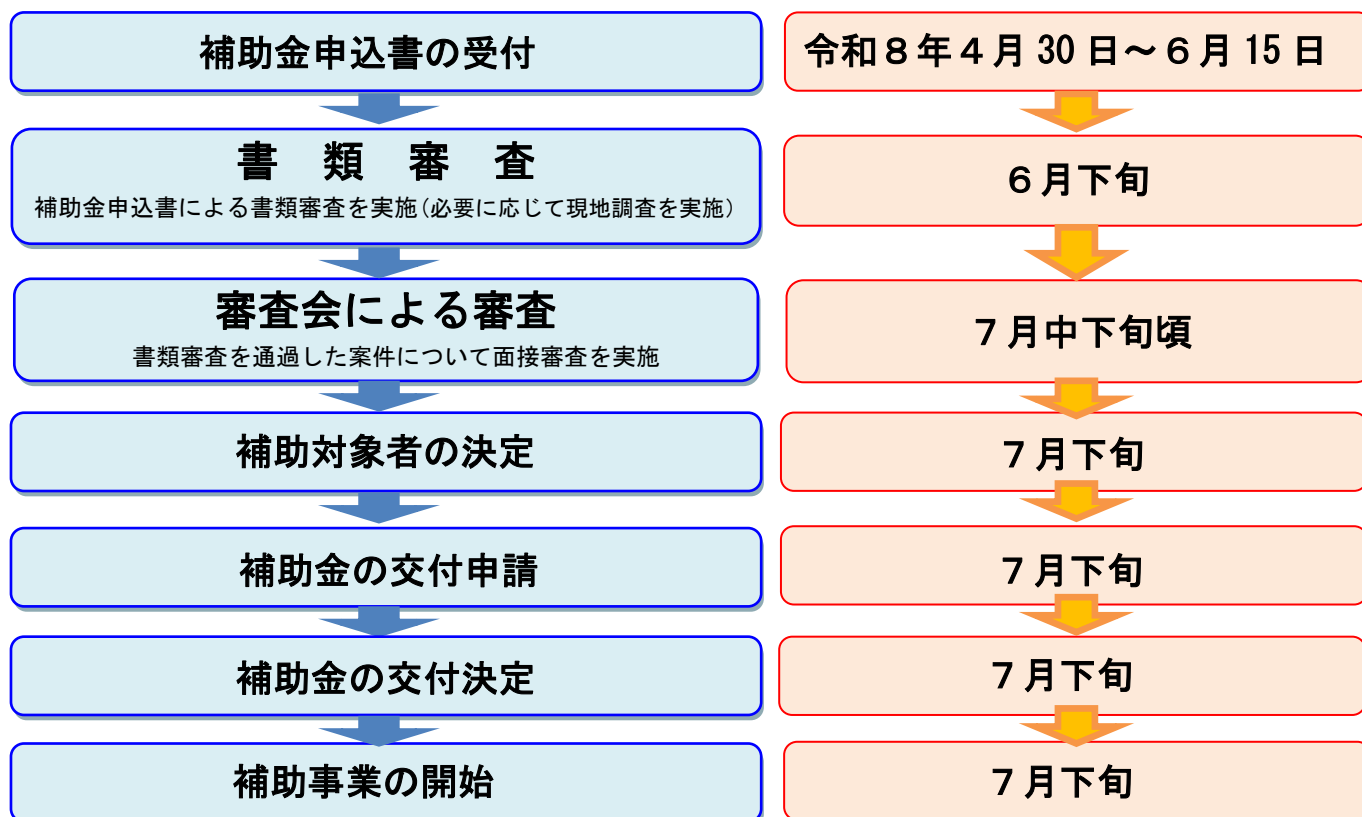 補助金申込書の受付
令和８年４月30日～６月15日
書　類　審　査
補助金申込書による書類審査を実施（必要に応じて現地調査を実施）
６月下旬
審査会による審査
書類審査を通過した案件について面接審査を実施
７月中下旬頃
補助対象者の決定
７月下旬
補助金の交付申請
７月下旬
補助金の交付決定
７月下旬
補助事業の開始
７月下旬